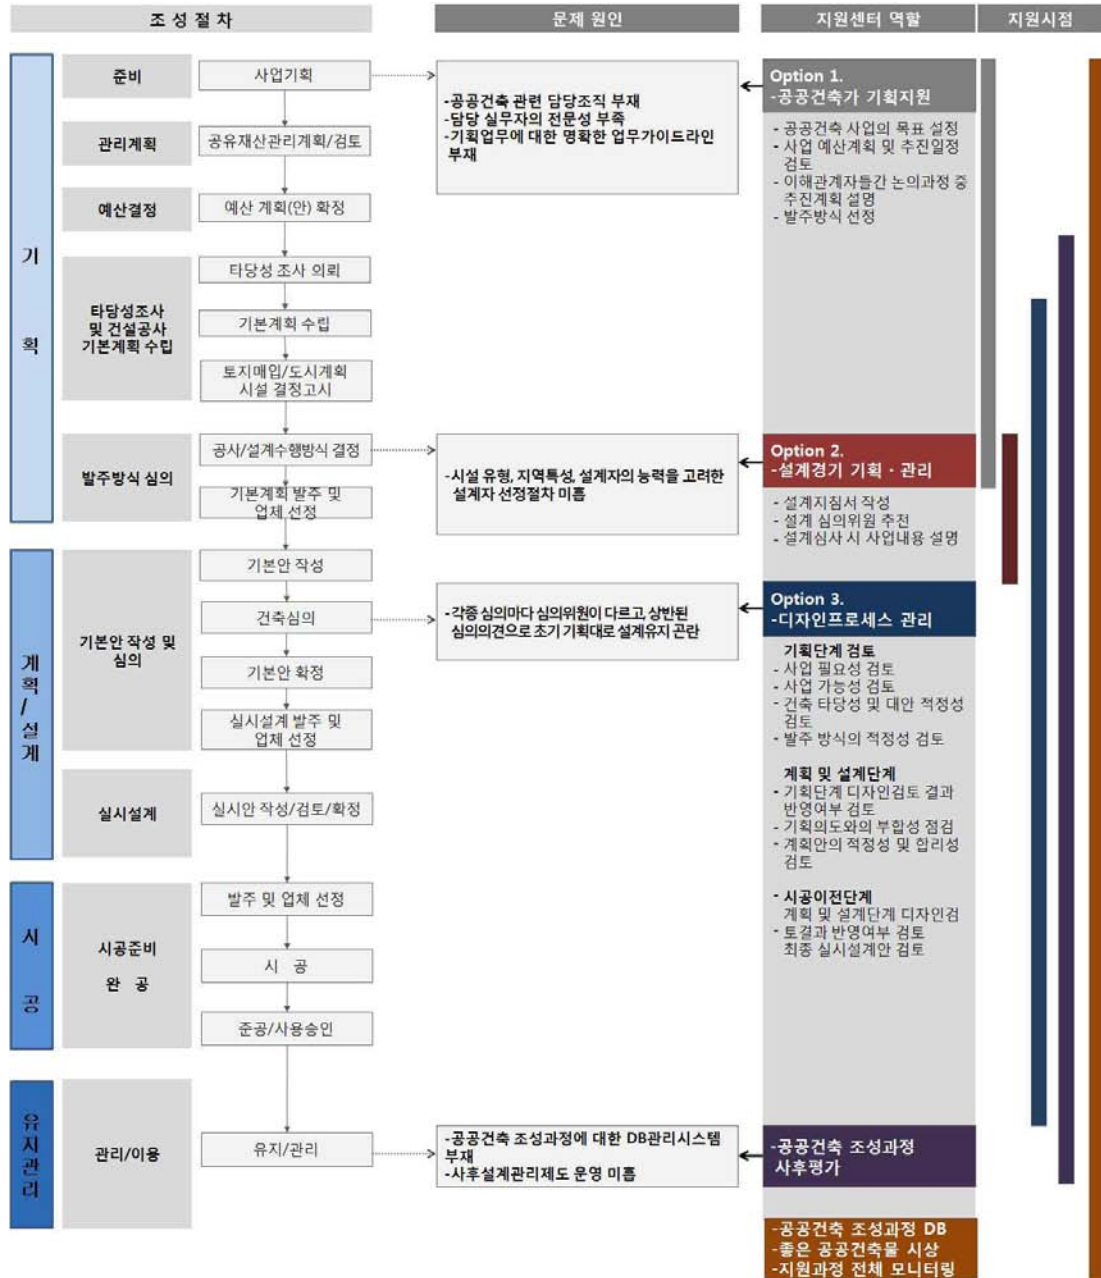 조 성 절 차
문제 원인
지원센터 역할
지원시점
기
획
준비
사업기획
관리계획
공유재산관리계획/검토
예산결정
예산 계획(안) 확정
타당성조사
및 건설공사
기본계획 수립
타당성 조사 의뢰
기본계획 수립
토지매입/도시계획
시설 결정고시
발주방식 심의
공사/설계수행방식 결정
기본계획 발주 및
업체 선정
-공공건축 관련 담당조직 부재
-담당 실무자의 전문성 부족
-기획업무에 대한 명확한 업무가이드라인
부재
Option 1.
-공공건축가 기획지원
- 공공건축 사업의 목표 설정
- 사업 예산계획 및 추진일정
검토
- 이해관계자들간 논의과정 중
추진계획 설명
- 발주방식 선정
-시설 유형, 지역특성, 설계자의 능력을 고려한
설계자 선정절차 미흡
Option 2.
-설계경기 기획 · 관리
- 설계지침서 작성
- 설계 심의위원 추천
- 설계심사 시 사업내용 설명
계
획
/
설
계
기본안 작성 및
심의
기본안 작성
건축심의
기본안 확정
실시설계 발주 및
업체 선정
실시설계
실시안 작성/검토/확정
-각종 심의마다 심의위원이 다르고, 상반된
심의의견으로 초기 기획대로 설계유지 곤란
Option 3.
-디자인프로세스 관리
기획단계 검토
- 사업 필요성 검토
- 사업 가능성 검토
- 건축 타당성 및 대안 적정성
검토
- 발주 방식의 적정성 검토
계획 및 설계단계
- 기획단계 디자인검토 결과
반영여부 검토
- 기획의도와의 부합성 점검
- 계획안의 적정성 및 합리성
검토
- 시공이전단계
계획 및 설계단계 디자인검
- 토결과 반영여부 검토
최종 실시설계안 검토
시
공
시공준비
완 공
발주 및 업체 선정
시 공
준공/사용승인
유
지
관
리
관리/이용
유지/관리
-공공건축 조성과정에 대한 DB관리시스템
부재
-사후설계관리제도 운영 미흡
-공공건축 조성과정
사후평가
-공공건축 조성과정 DB
-좋은 공공건축물 시상
-지원과정 전체 모니터링